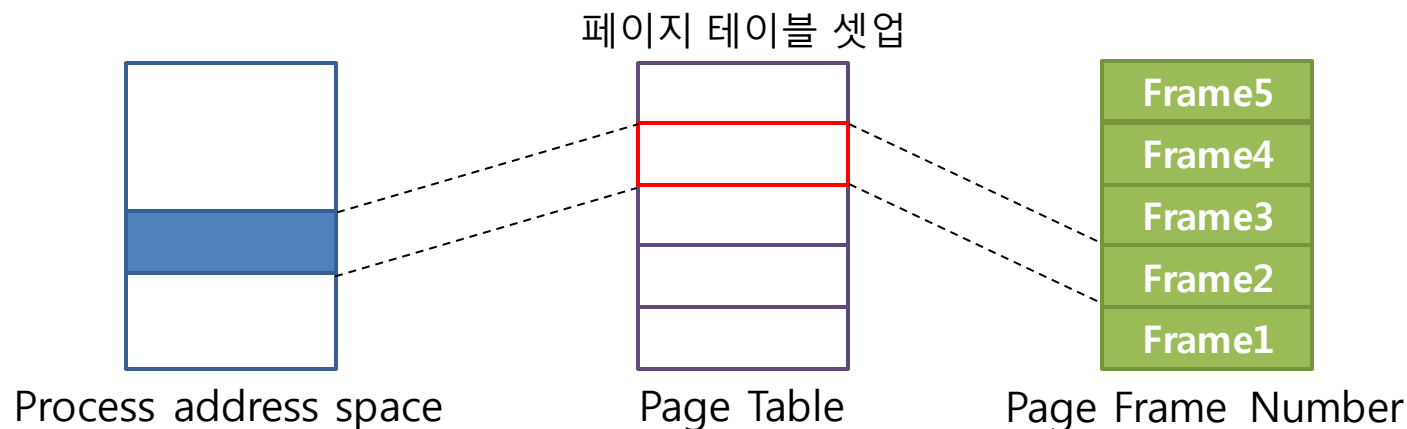 페이지 테이블 셋업
Frame5
Frame4
Frame3
Frame2
Frame1
Process address space
Page Table
Page Frame Number